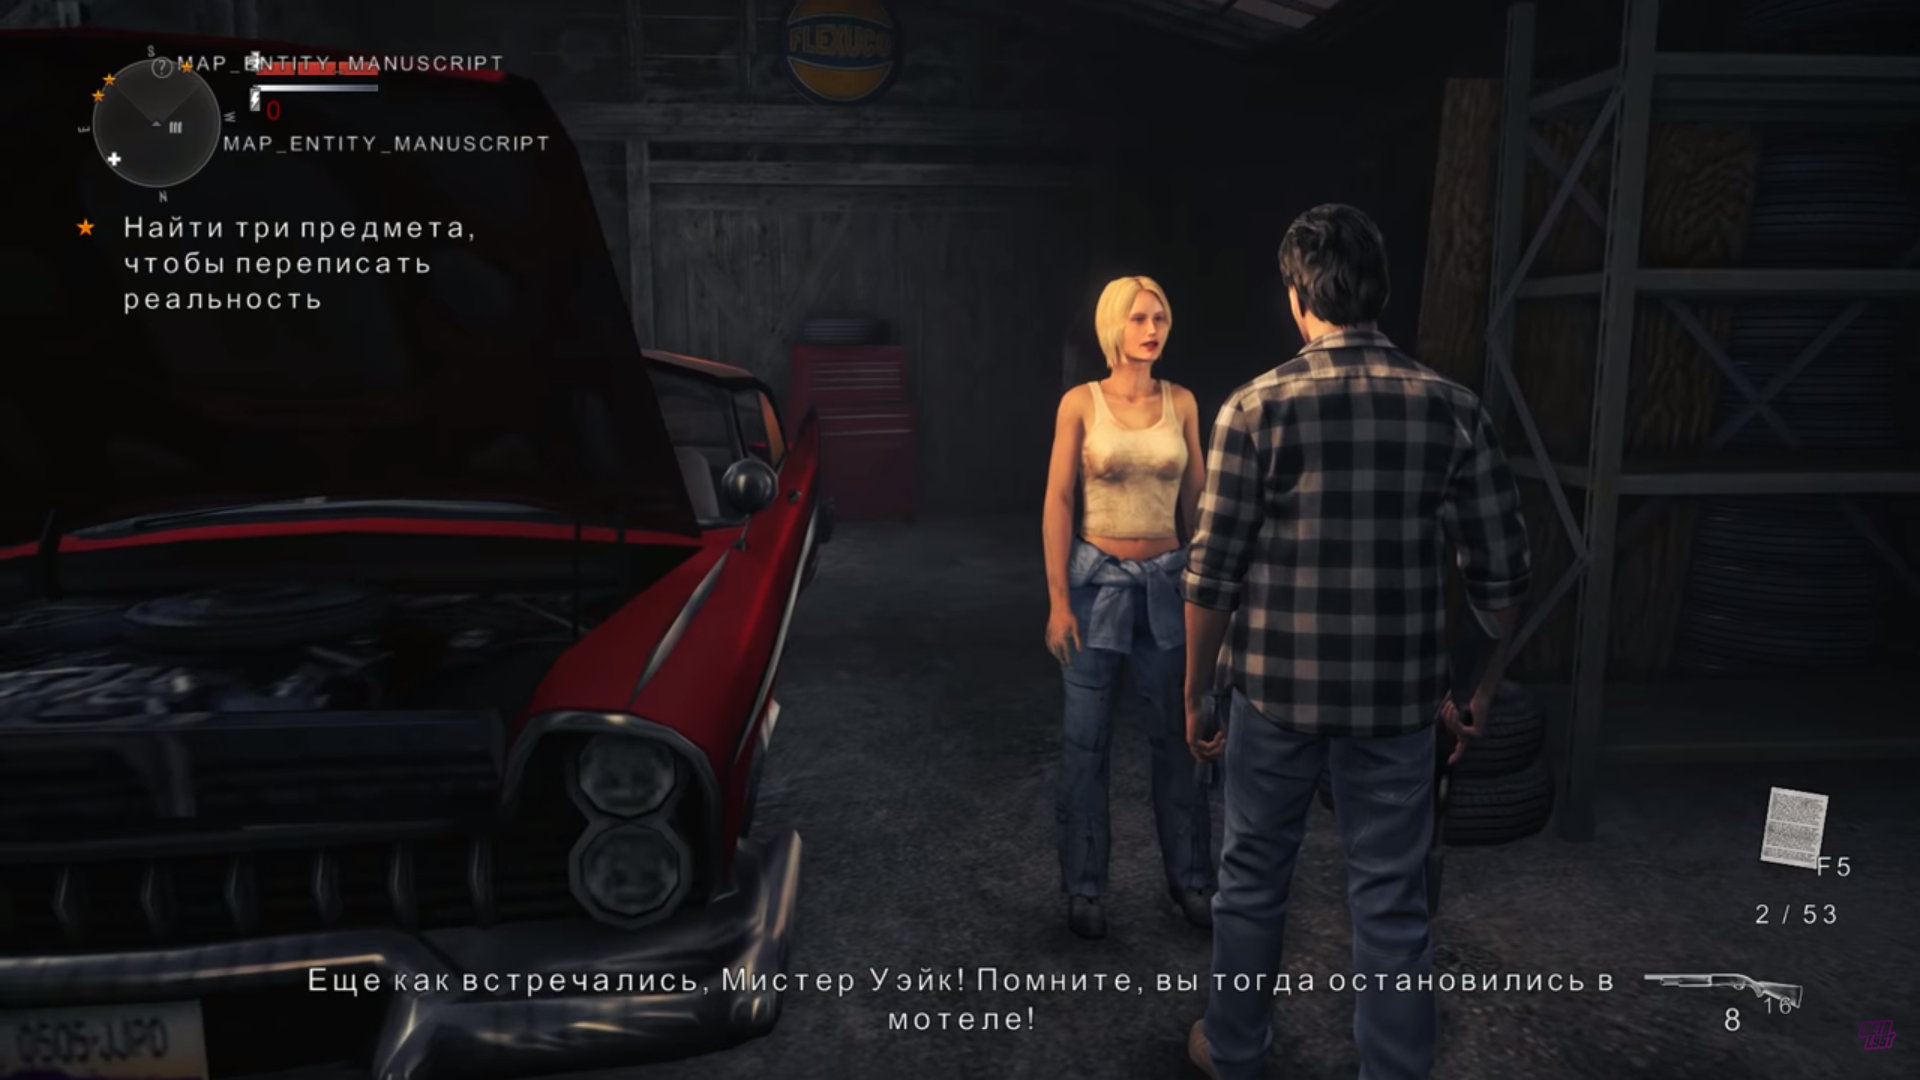 FLEXUCO
S
MAP_ENTITY_MANUSCRIPT
?
0
E
W
MAP_ENTITY_MANUSCRIPT
N
Найти три предмета,
чтобы переписать
реальность
F5
2 / 53
Еще как встречались, Мистер Уэйк! Помните, вы тогда остановились в
мотеле!
16
8